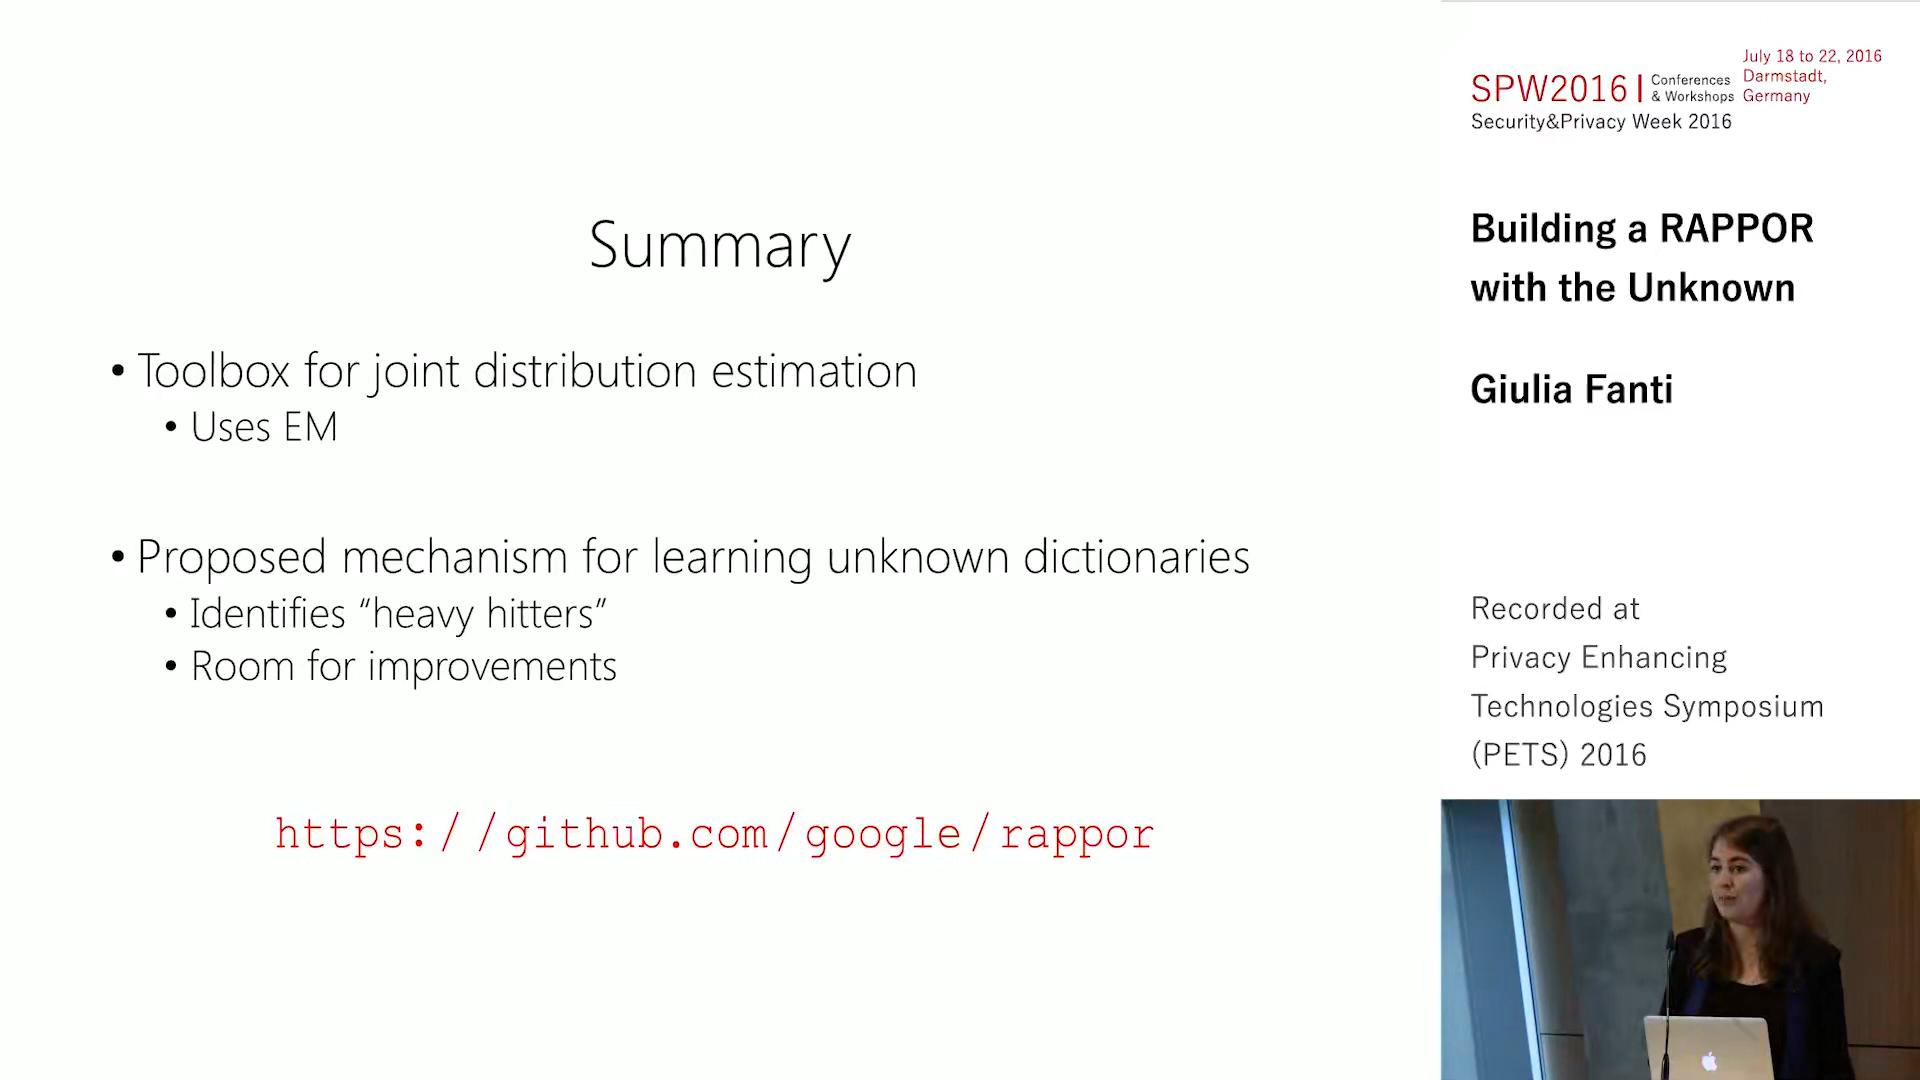 Summary
• Toolbox for joint distribution estimation
• Uses EM
• Proposed mechanism for learning unknown dictionaries
• Identifies “heavy hitters”
• Room for improvements
https://github.com/google/rappor
SPW2016 | Conferences & Workshops
July 18 to 22, 2016
Darmstadt,
Germany
Security&Privacy Week 2016
Building a RAPPOR
with the Unknown
Giulia Fanti
Recorded at
Privacy Enhancing
Technologies Symposium
(PETS) 2016